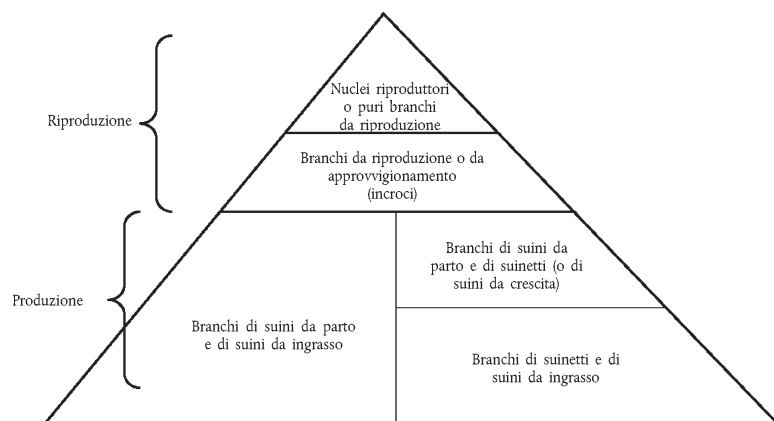 Nuclei riproduttori
o puri branchi
da riproduzione
Riproduzione
Branchi da riproduzione o da
approvvigionamento
(incroci)
Branchi di suini da
parto e di suinetti (o di
suini da crescita)
Produzione
Branchi di suini da parto
e di suini da ingrasso
Branchi di suinetti e di
suini da ingrasso